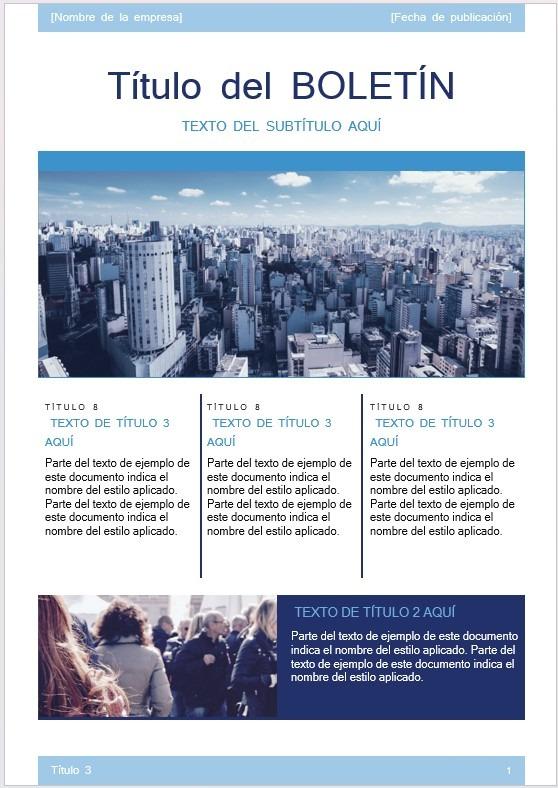 [Nombre de la empresa] [Fecha de publicación]
Título del BOLETÍN
TEXTO DEL SUBTÍTULO AQUÍ
TÍTULO 8
TEXTO DE TÍTULO 3
AQUÍ
Parte del texto de ejemplo de
este documento indica el
nombre del estilo aplicado.
Parte del texto de ejemplo de
este documento indica el
nombre del estilo aplicado.
TÍTULO 8
TEXTO DE TÍTULO 3
AQUÍ
Parte del texto de ejemplo de
este documento indica el
nombre del estilo aplicado.
Parte del texto de ejemplo de
este documento indica el
nombre del estilo aplicado.
TÍTULO 8
TEXTO DE TÍTULO 3
AQUÍ
Parte del texto de ejemplo de
este documento indica el
nombre del estilo aplicado.
Parte del texto de ejemplo de
este documento indica el
nombre del estilo aplicado.
TEXTO DE TÍTULO 2 AQUÍ
Parte del texto de ejemplo de este documento
indica el nombre del estilo aplicado. Parte del
texto de ejemplo de este documento indica el
nombre del estilo aplicado.
Título 3 1